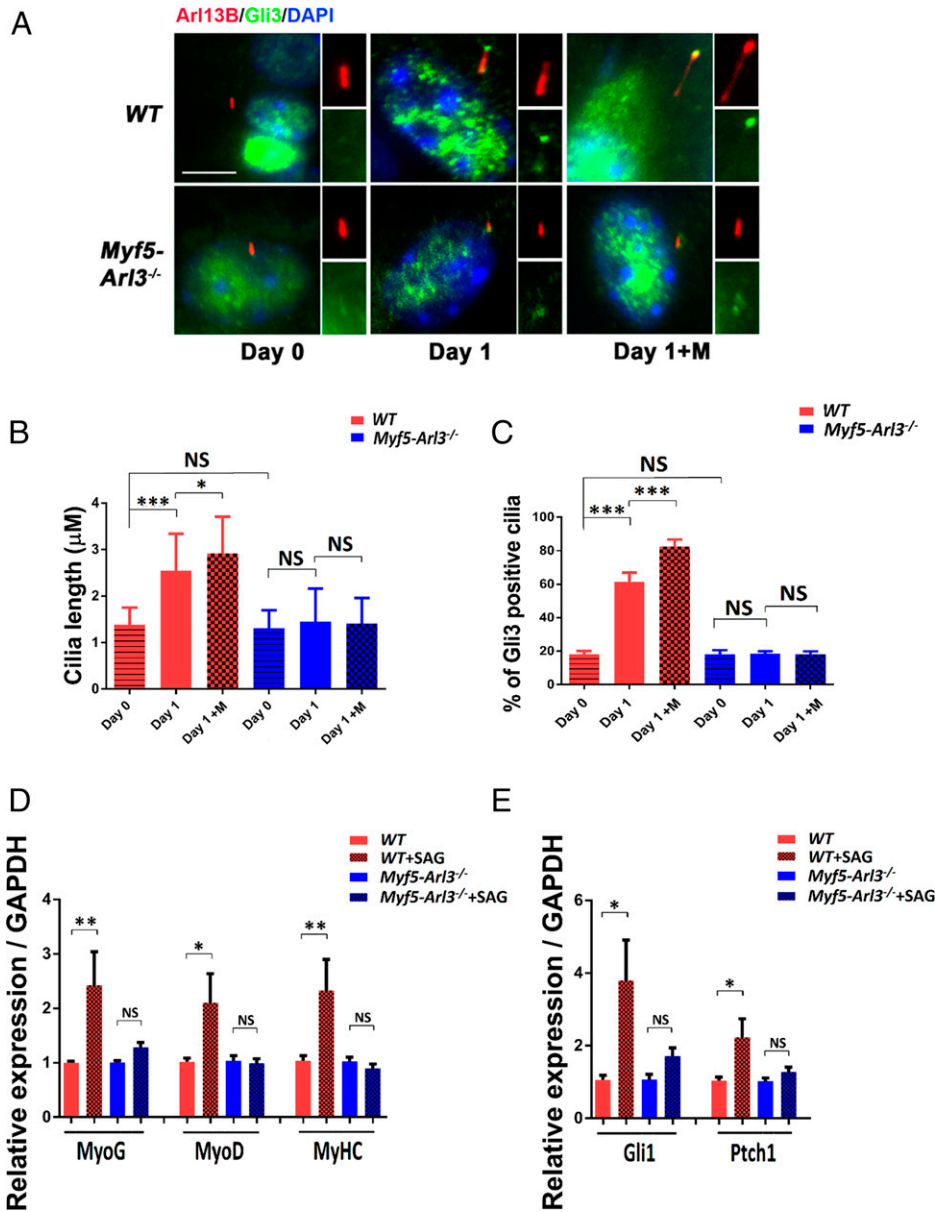 A
Arl13B/Gli3/DAPI
WT
Myf5-
Arl3-/-
Day 0
Day 1
Day 1+M
B
WT
Myf5-Arl3-/-
NS
***
*
NS
NS
Cilia length (μM)
4
3
2
1
0
Day 0
Day 1
Day 1 +M
Day 0
Day 1
Day 1 +M
C
WT
Myf5-Arl3-/-
NS
***
***
NS
NS
% of Gli3 positive cilia
100
80
60
40
20
0
Day 0
Day 1
Day 1 +M
Day 0
Day 1
Day 1 +M
D
WT
WT+SAG
Myf5-Arl3-/-
Myf5-Arl3-/-+SAG
Relative expression / GAPDH
4
3
2
1
0
**
NS
*
NS
**
NS
MyoG
MyoD
MyHC
E
WT
WT+SAG
Myf5-Arl3-/-
Myf5-Arl3-/-+SAG
Relative expression / GAPDH
6
4
2
0
*
NS
*
NS
Gli1
Ptch1